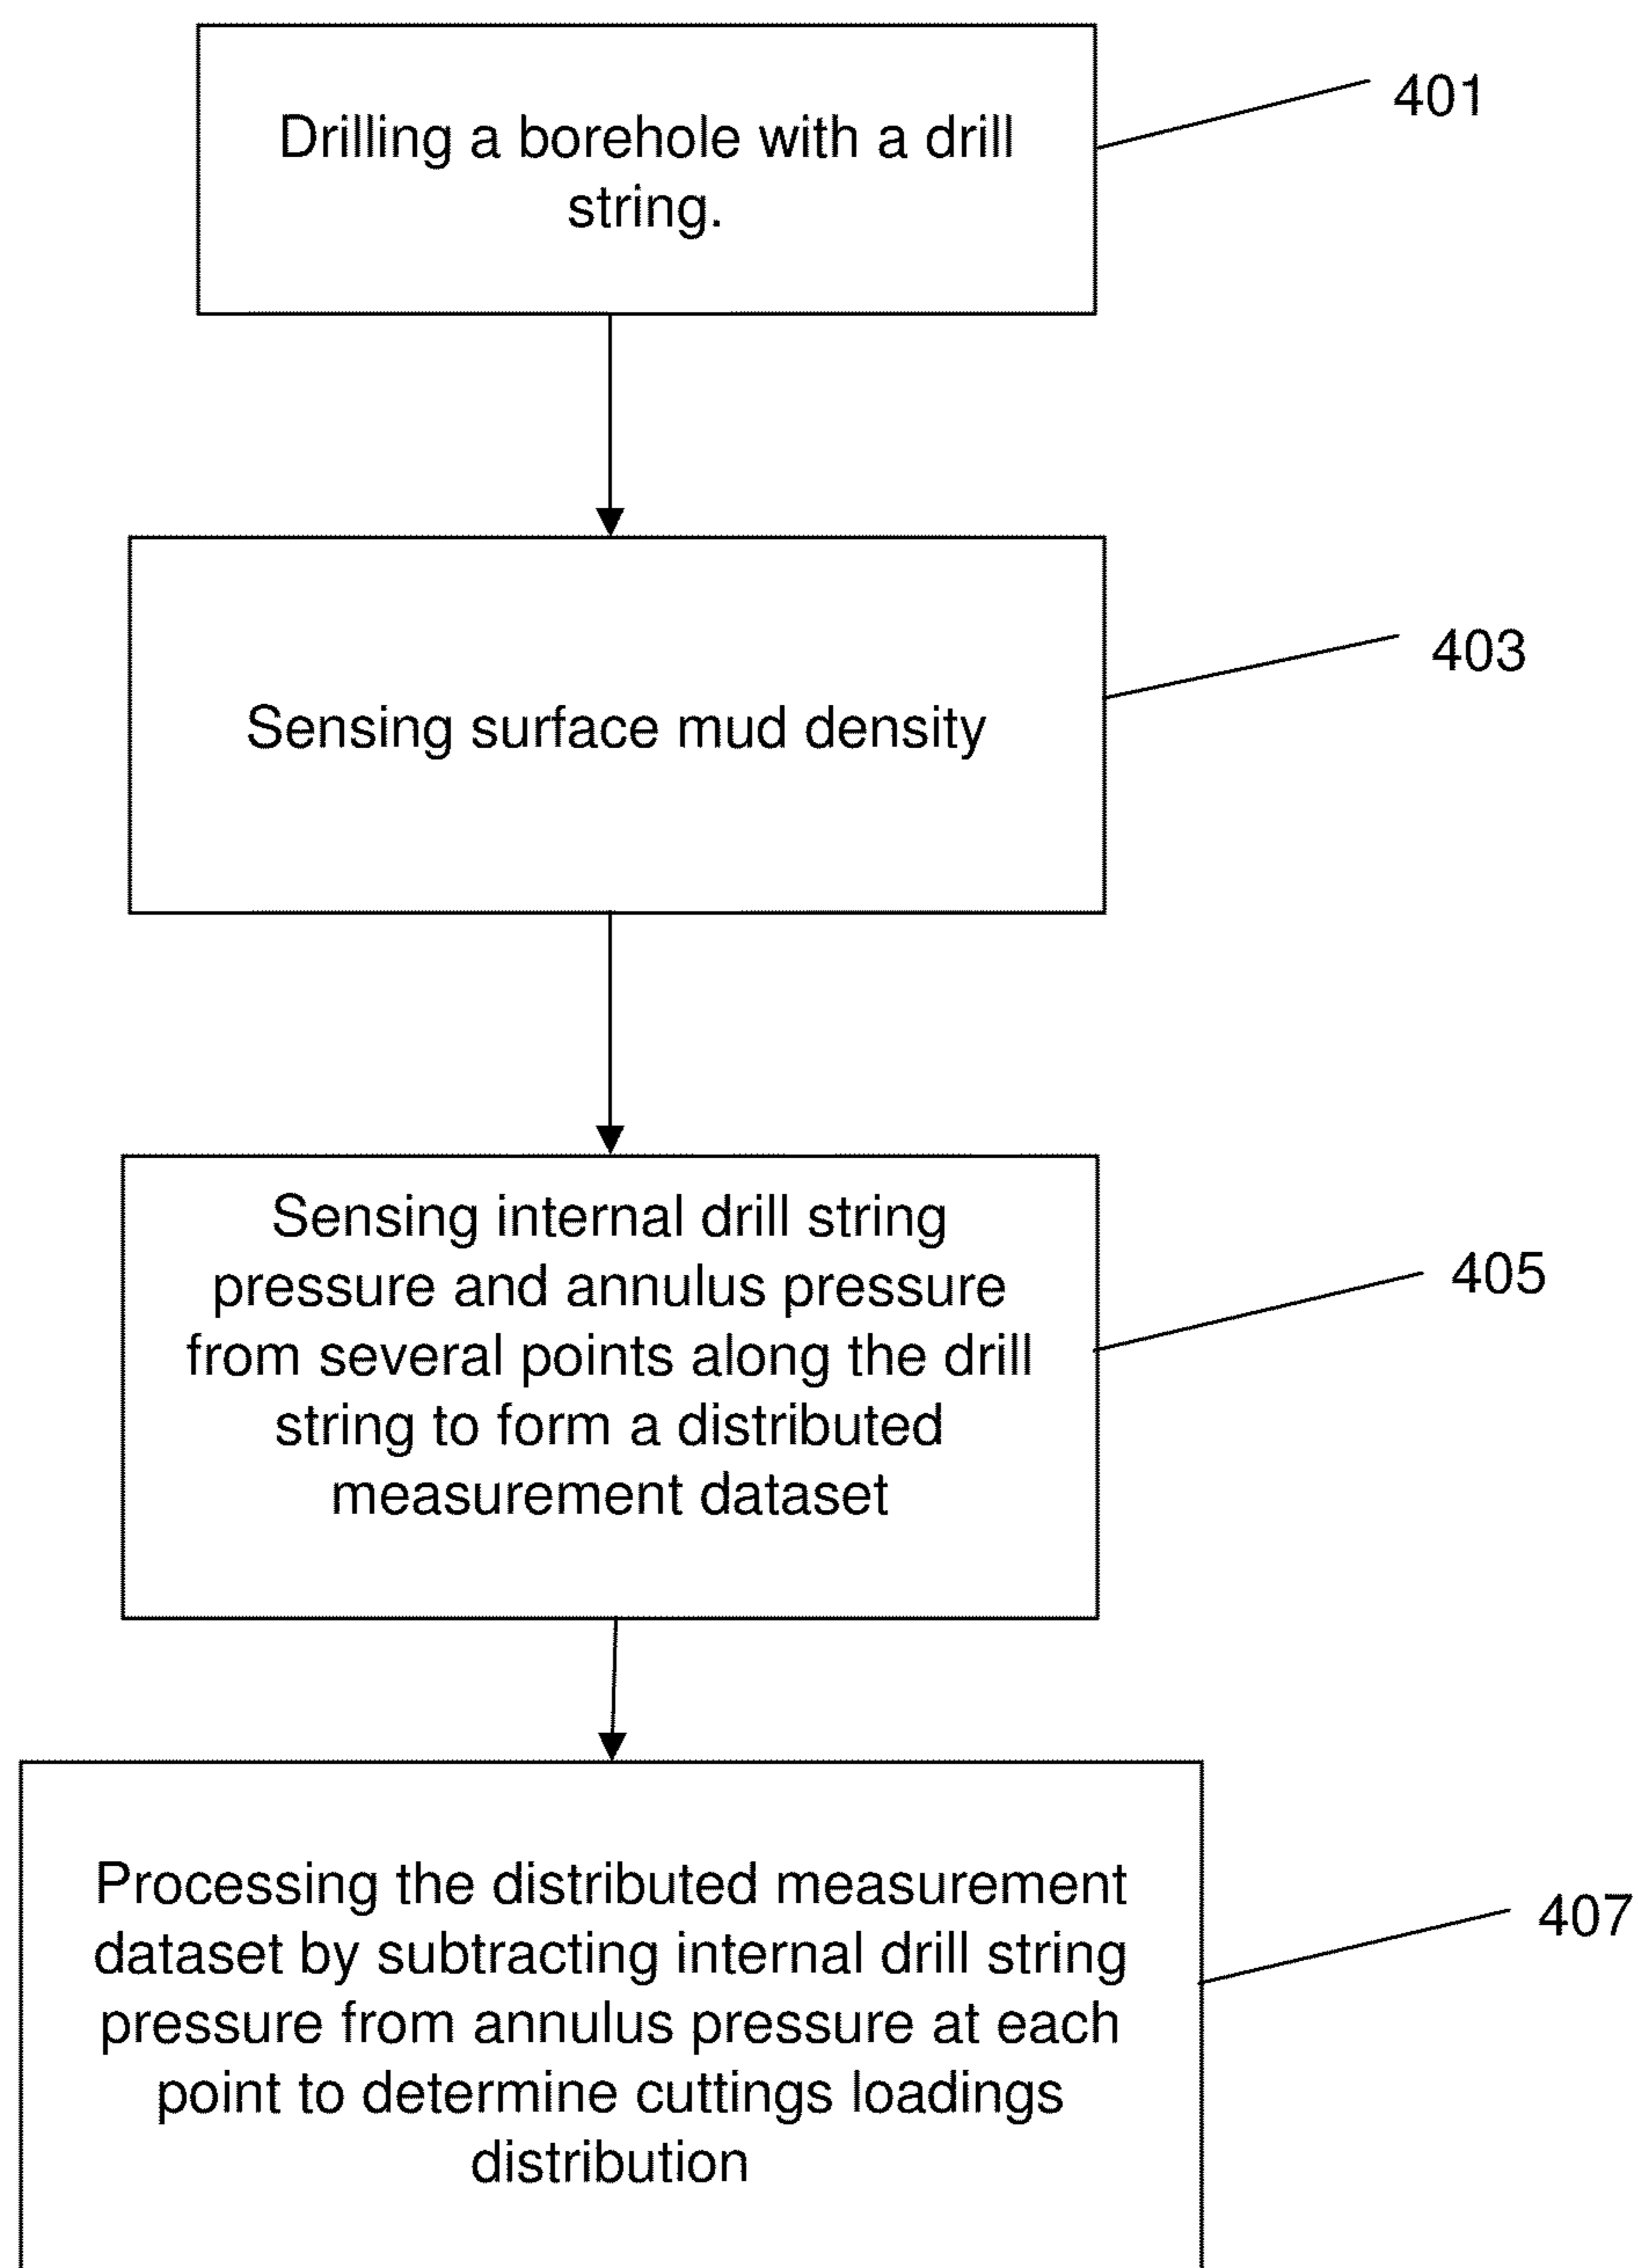 Drilling a borehole with a drill
string.
401
Sensing surface mud density
403
Sensing internal drill string
pressure and annulus pressure
from several points along the drill
string to form a distributed
measurement dataset
405
Processing the distributed measurement
dataset by subtracting internal drill string
pressure from annulus pressure at each
point to determine cuttings loadings
distribution
407